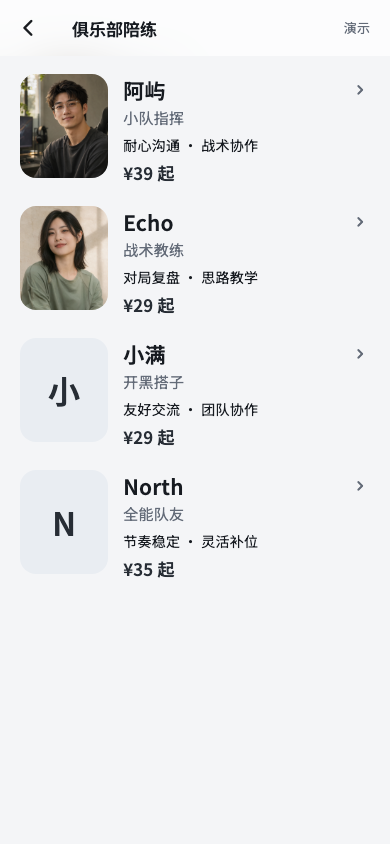 俱乐部陪练
演示
阿屿
小队指挥
耐心沟通 · 战术协作
¥39 起
Echo
战术教练
对局复盘 · 思路教学
¥29 起
小
小满
开黑搭子
友好交流 · 团队协作
¥29 起
N
North
全能队友
节奏稳定 · 灵活补位
¥35 起